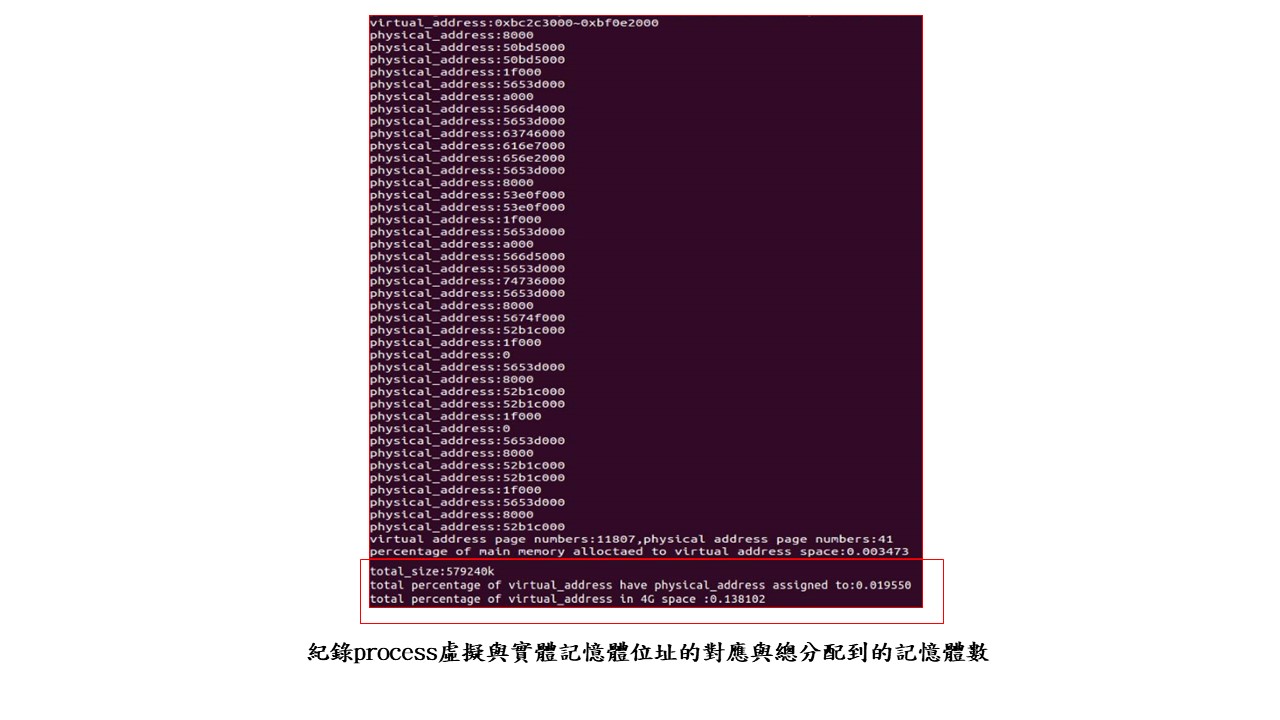 virtual_address:0xbc2c3000~0xbf0e2000
physical_address:8000
physical_address:50bd5000
physical_address:50bd5000
physical_address:1f000
physical_address:5653d000
physical_address:a000
physical_address:566d4000
physical_address:5653d000
physical_address:63746000
physical_address:616e7000
physical_address:656e2000
physical_address:5653d000
physical_address:8000
physical_address:53e0f000
physical_address:53e0f000
physical_address:1f000
physical_address:5653d000
physical_address:a000
physical_address:566d5000
physical_address:5653d000
physical_address:74736000
physical_address:5653d000
physical_address:8000
physical_address:5674f000
physical_address:52b1c000
physical_address:1f000
physical_address:0
physical_address:5653d000
physical_address:8000
physical_address:52b1c000
physical_address:52b1c000
physical_address:1f000
physical_address:0
physical_address:5653d000
physical_address:8000
physical_address:52b1c000
physical_address:52b1c000
physical_address:1f000
physical_address:5653d000
physical_address:8000
physical_address:52b1c000
virtual address page numbers:11807,physical address page numbers:41
percentage of main memory alloctaed to virtual address space:0.003473
total_size:579240k
total percentage of virtual_address have physical_address assigned to:0.019550
total percentage of virtual_address in 4G space :0.138102
紀錄process虛擬與實體記憶體位址的對應與總分配到的記憶體數